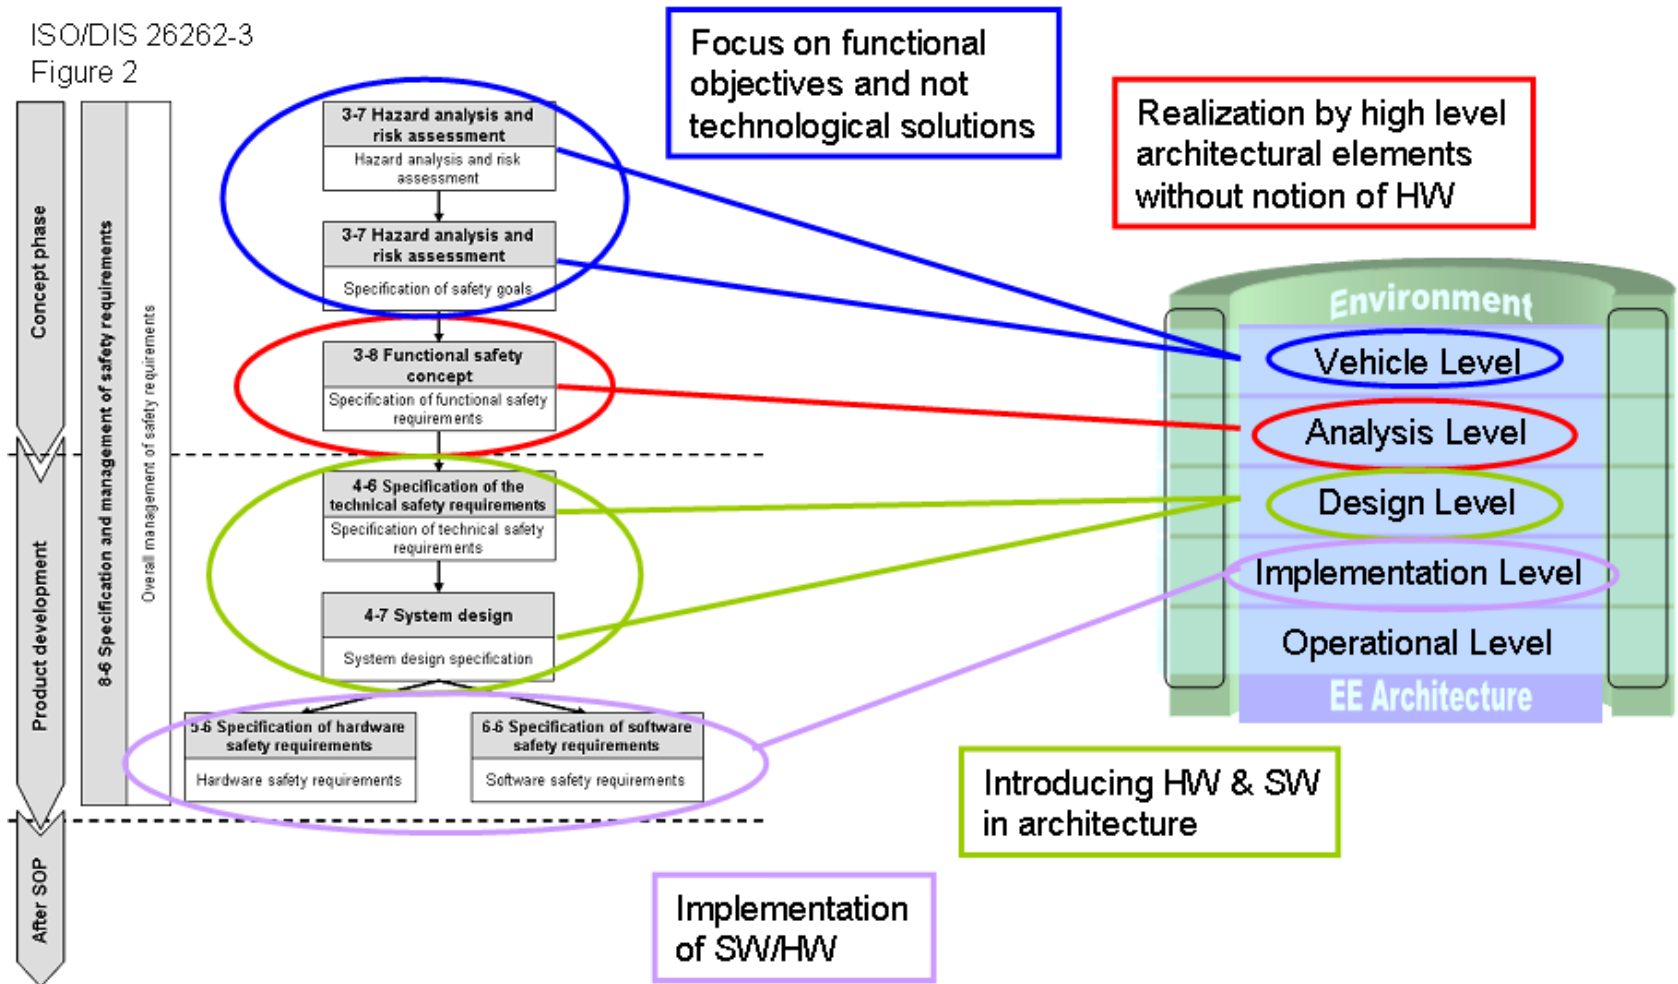 ISO/DIS 26262-3
Figure 2
Focus on functional
objectives and not
technological solutions
Realization by high level
architectural elements
without notion of HW
Concept phase
Product development
After SOP
8-6 Specification and management of safety requirements
Overall management of safety requirements
3-7 Hazard analysis and
risk assessment
Hazard analysis and risk
assessment
3-7 Hazard analysis and
risk assessment
Specification of safety goals
3-8 Functional safety
concept
Specification of functional safety
requirements
4-6 Specification of the
technical safety requirements
Specification of technical safety
requirements
4-7 System design
System design specification
5-6 Specification of hardware
safety requirements
Hardware safety requirements
6-6 Specification of software
safety requirements
Software safety requirements
Environment
Vehicle Level
Analysis Level
Design Level
Implementation Level
Operational Level
EE Architecture
Introducing HW & SW
in architecture
Implementation
of SW/HW